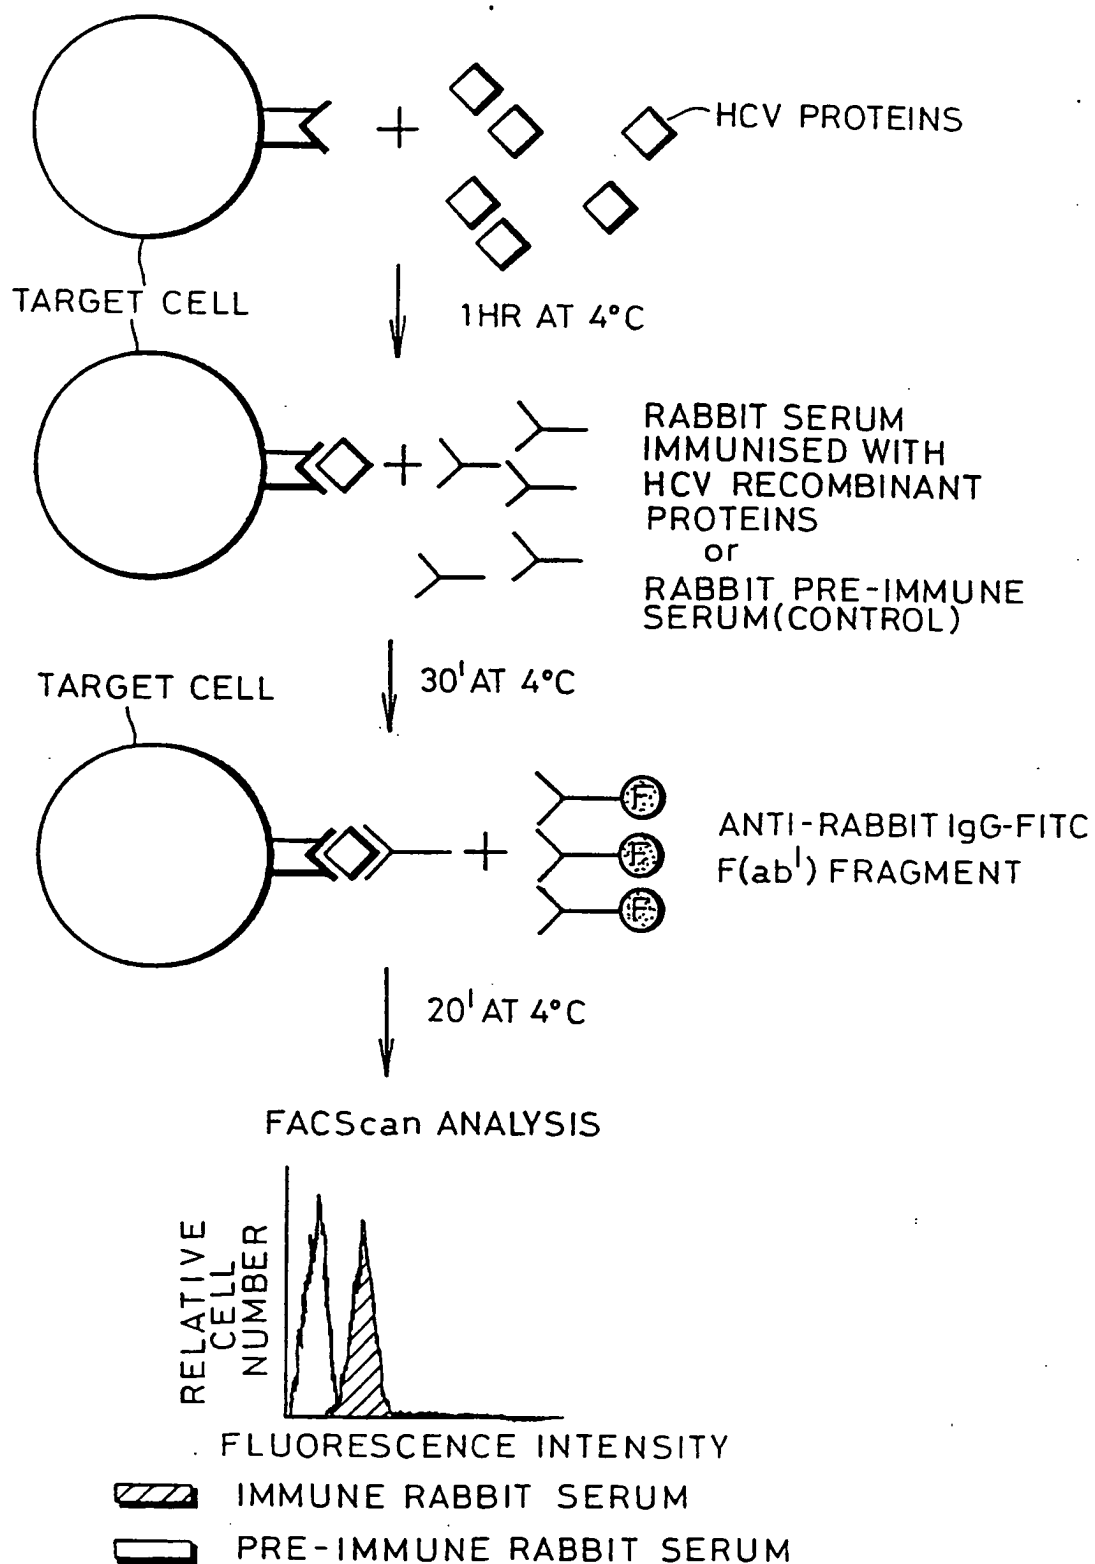 HCV PROTEINS
TARGET CELL
1HR AT 4°C
RABBIT SERUM
IMMUNISED WITH
HCV RECOMBINANT
PROTEINS
or
RABBIT PRE-IMMUNE
SERUM(CONTROL)
30' AT 4°C
TARGET CELL
F
F
F
ANTI-RABBIT IgG-FITC
F(ab') FRAGMENT
20' AT 4°C
FACScan ANALYSIS
RELATIVE
CELL
NUMBER
FLUORESCENCE INTENSITY
IMMUNE RABBIT SERUM
PRE-IMMUNE RABBIT SERUM